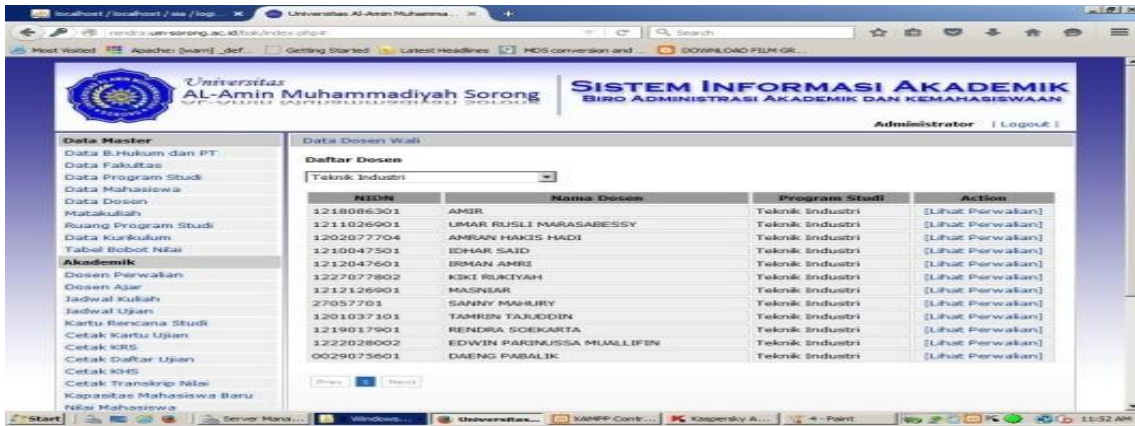 localhost / localhost / sia / logi...
Universitas Al-Amin Muhamma...
rendra.um-sorong.ac.id/bak/index.php#
Search
Most Visited Apache: [warn] _def... Getting Started Latest Headlines MDS conversion and ... DOWNLOAD FILM GR...
Universitas
AL-Amin Muhammadiyah Sorong
SISTEM INFORMASI AKADEMIK
BIRO ADMINISTRASI AKADEMIK DAN KEMAHASISWAAN
Administrator | Logout |
Data Master
Data B.Hukum dan PT
Data Fakultas
Data Program Studi
Data Mahasiswa
Data Dosen
Matakuliah
Ruang Program Studi
Data Kurikulum
Tabel Bobot Nilai
Akademik
Dosen Perwalian
Dosen Ajar
Jadwal Kuliah
Jadwal Ujian
Kartu Rencana Studi
Cetak Kartu Ujian
Cetak KRS
Cetak Daftar Ujian
Cetak KHS
Cetak Transkrip Nilai
Kapasitas Mahasiswa Baru
Nilai Mahasiswa
Data Dosen Wali
Daftar Dosen
Teknik Industri
NIDN Nama Dosen Program Studi Action
1218086301 AMIR Teknik Industri [Lihat Perwalian]
1211026901 UMAR RUSLI MARASABESSY Teknik Industri [Lihat Perwalian]
1202077704 AMRAN HAKIS HADI Teknik Industri [Lihat Perwalian]
1210047501 IDHAR SAID Teknik Industri [Lihat Perwalian]
1212047601 IRMAN AMRI Teknik Industri [Lihat Perwalian]
1227077802 KIKI RUKIYAH Teknik Industri [Lihat Perwalian]
1212126901 MASNIAR Teknik Industri [Lihat Perwalian]
27057701 SANNY MAHURY Teknik Industri [Lihat Perwalian]
1201037101 TAMRIN TAJUDDIN Teknik Industri [Lihat Perwalian]
1219017901 RENDRA SOEKARTA Teknik Industri [Lihat Perwalian]
1222028002 EDWIN PARINUSSA MUALLIFIN Teknik Industri [Lihat Perwalian]
0029075601 DAENG PABALIK Teknik Industri [Lihat Perwalian]
Prev 1 Next
Start Server Mana... Windows... Universitas... XAMPP Contr... Kaspersky A... 4 - Paint 11:52 AM